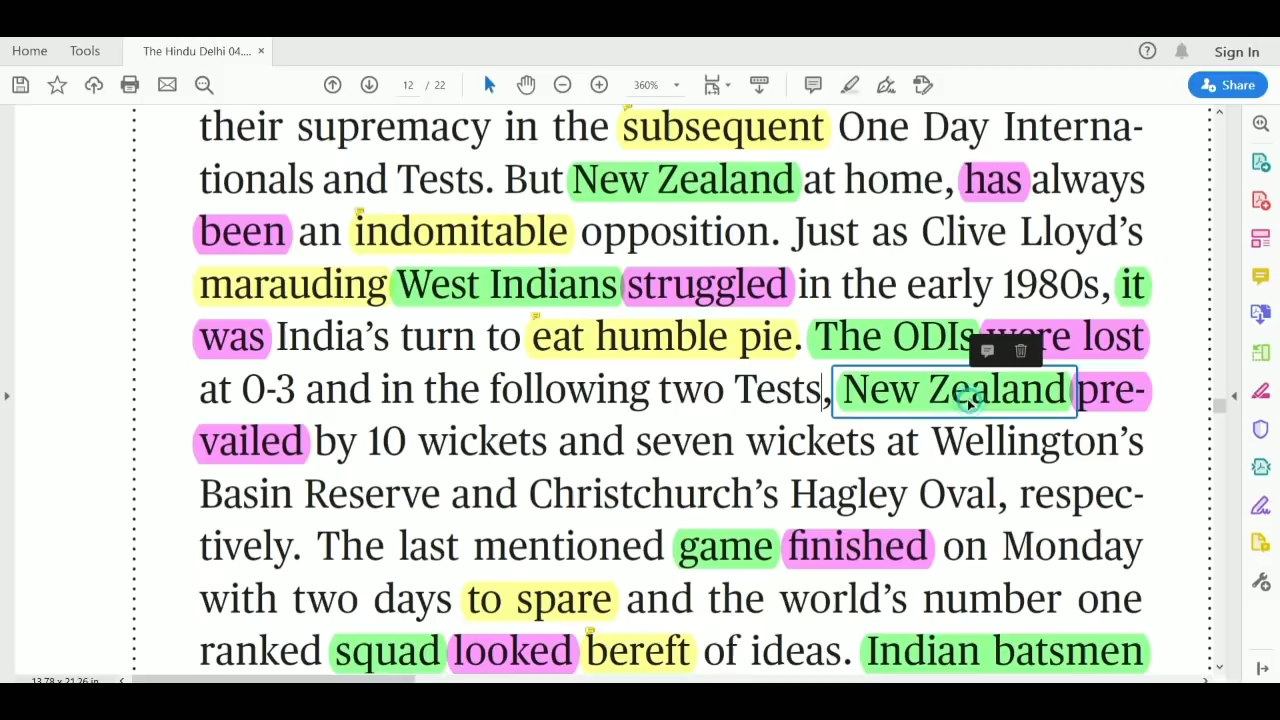 Home Tools The Hindu Delhi 04.... × Sign In
12 / 22 360% Share
their supremacy in the subsequent One Day Interna-
tionals and Tests. But New Zealand at home, has always
been an indomitable opposition. Just as Clive Lloyd's
marauding West Indians struggled in the early 1980s, it
was India's turn to eat humble pie. The ODIs were lost
at 0-3 and in the following two Tests, New Zealand pre-
vailed by 10 wickets and seven wickets at Wellington's
Basin Reserve and Christchurch's Hagley Oval, respec-
tively. The last mentioned game finished on Monday
with two days to spare and the world's number one
ranked squad looked bereft of ideas. Indian batsmen
13.78 x 21.26 in